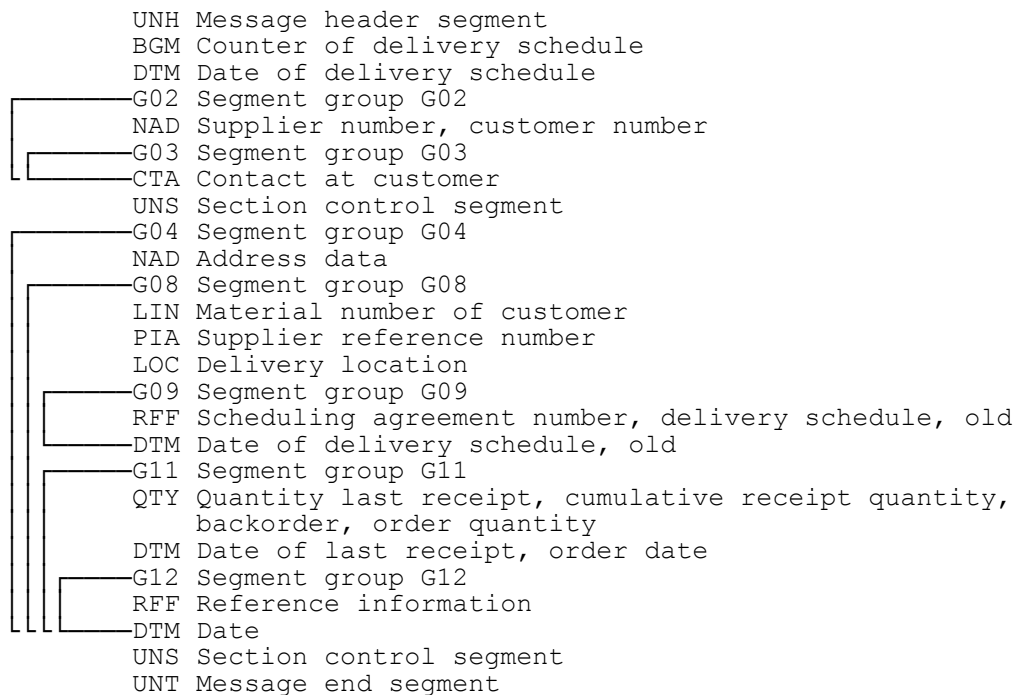 UNH Message header segment
BGM Counter of delivery schedule
DTM Date of delivery schedule
G02 Segment group G02
NAD Supplier number, customer number
G03 Segment group G03
CTA Contact at customer
UNS Section control segment
G04 Segment group G04
NAD Address data
G08 Segment group G08
LIN Material number of customer
PIA Supplier reference number
LOC Delivery location
G09 Segment group G09
RFF Scheduling agreement number, delivery schedule, old
DTM Date of delivery schedule, old
G11 Segment group G11
QTY Quantity last receipt, cumulative receipt quantity,
backorder, order quantity
DTM Date of last receipt, order date
G12 Segment group G12
RFF Reference information
DTM Date
UNS Section control segment
UNT Message end segment